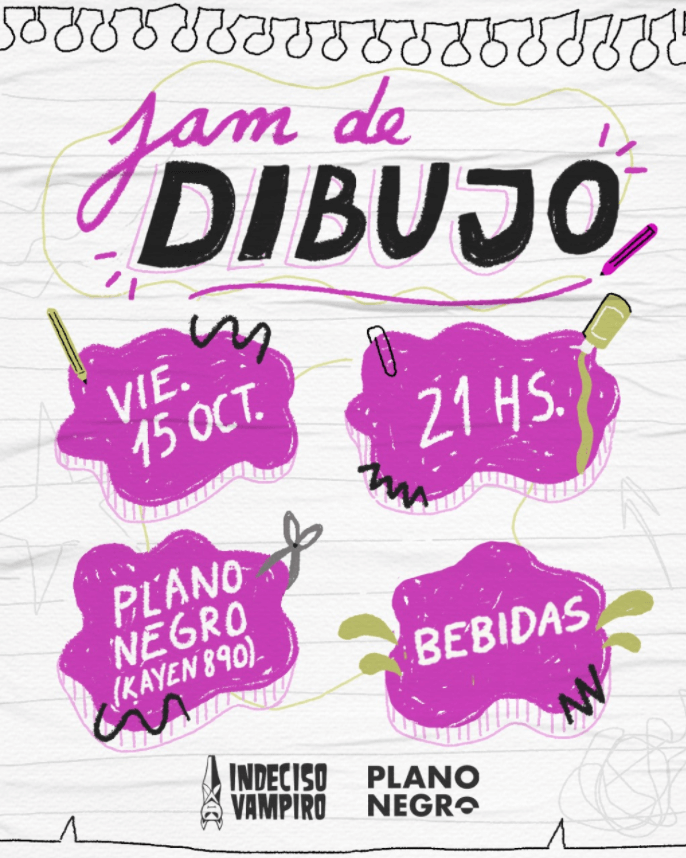 Jam de
DIBUJO
VIE.
15 OCT.
21 HS.
PLANO
NEGRO
(KAYEN 890)
BEBIDAS
INDECISO
VAMPIRO
PLANO
NEGRO